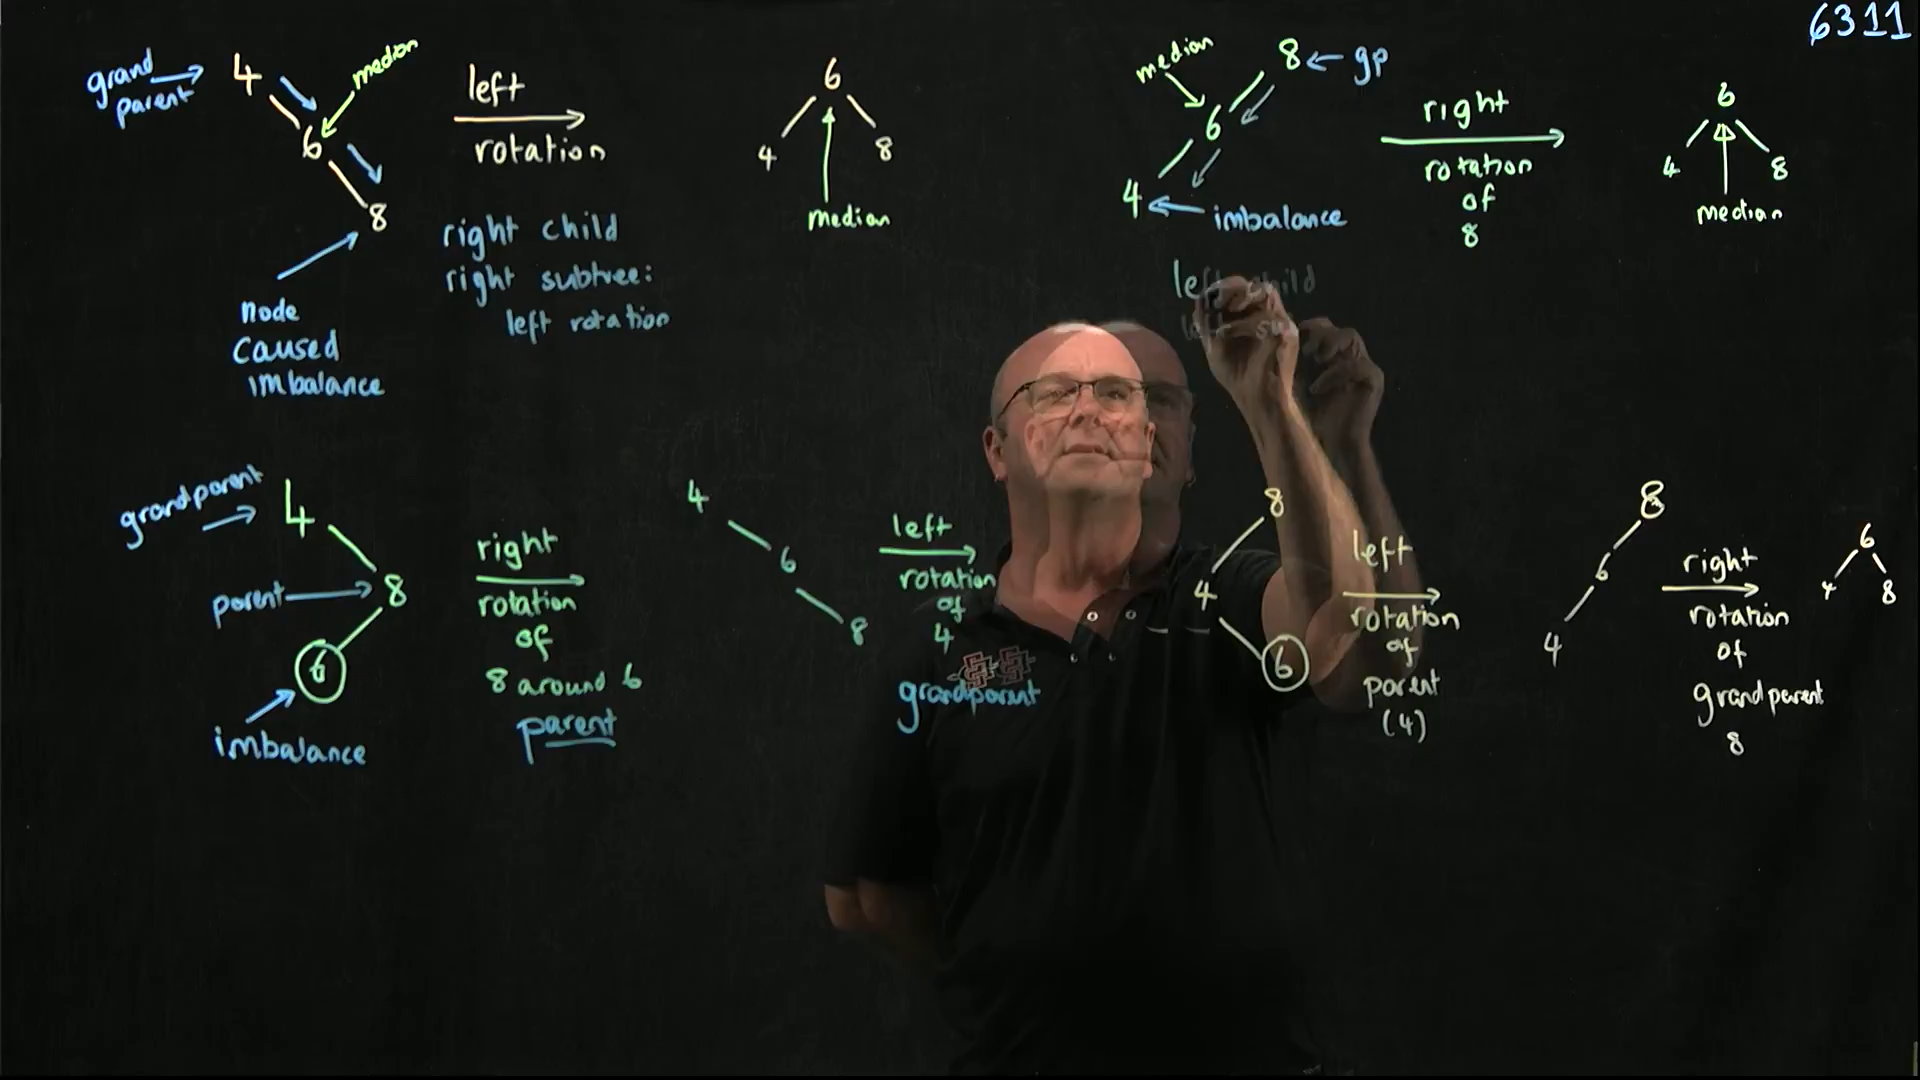 6311
grand
parent
4
median
6
8
node
caused
imbalance
left
rotation
right child
right subtree:
left rotation
6
4 8
median
median
8
gp
6
4
imbalance
right
rotation
of
8
left child
left
6
4 8
median
grandparent
4
parent
8
6
imbalance
right
rotation
of
8 around 6
parent
4
6
8
left
rotation
of
4
grandparent
8
4
6
left
rotation
of
parent
(4)
8
6
4
right
rotation
of
grandparent
8
6
4 8